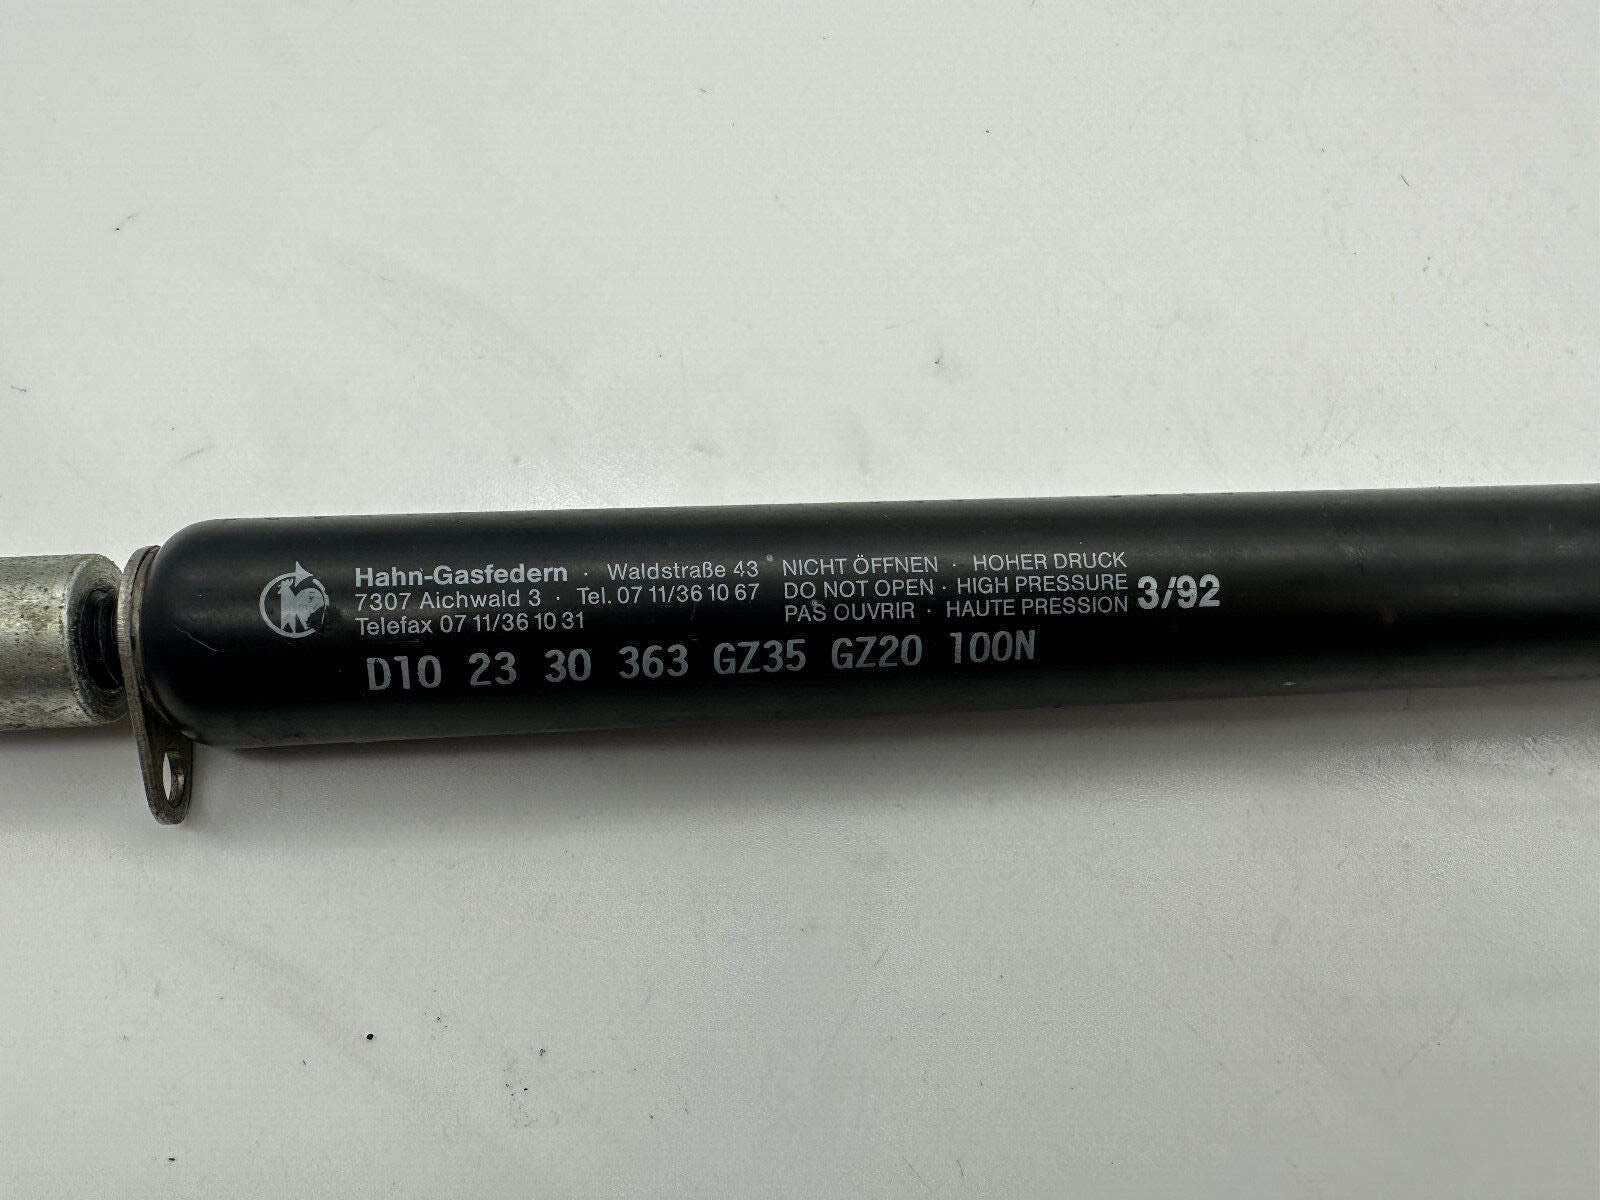 Hahn-Gasfedern · Waldstraße 43
7307 Aichwald 3 · Tel. 07 11/36 10 67
Telefax 07 11/36 10 31
NICHT ÖFFNEN · HOHER DRUCK
DO NOT OPEN · HIGH PRESSURE
PAS OUVRIR · HAUTE PRESSION
3/92
D10 23 30 363 GZ35 GZ20 100N